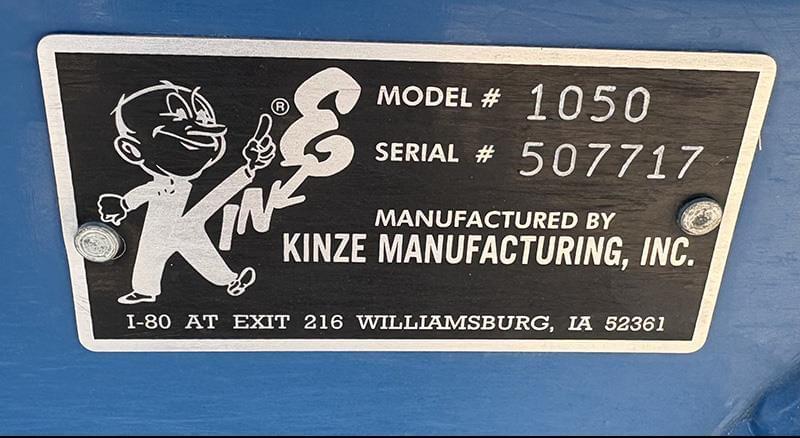 KINZE ®
MODEL # 1050
SERIAL # 507717
MANUFACTURED BY
KINZE MANUFACTURING, INC.
I-80 AT EXIT 216 WILLIAMSBURG, IA 52361